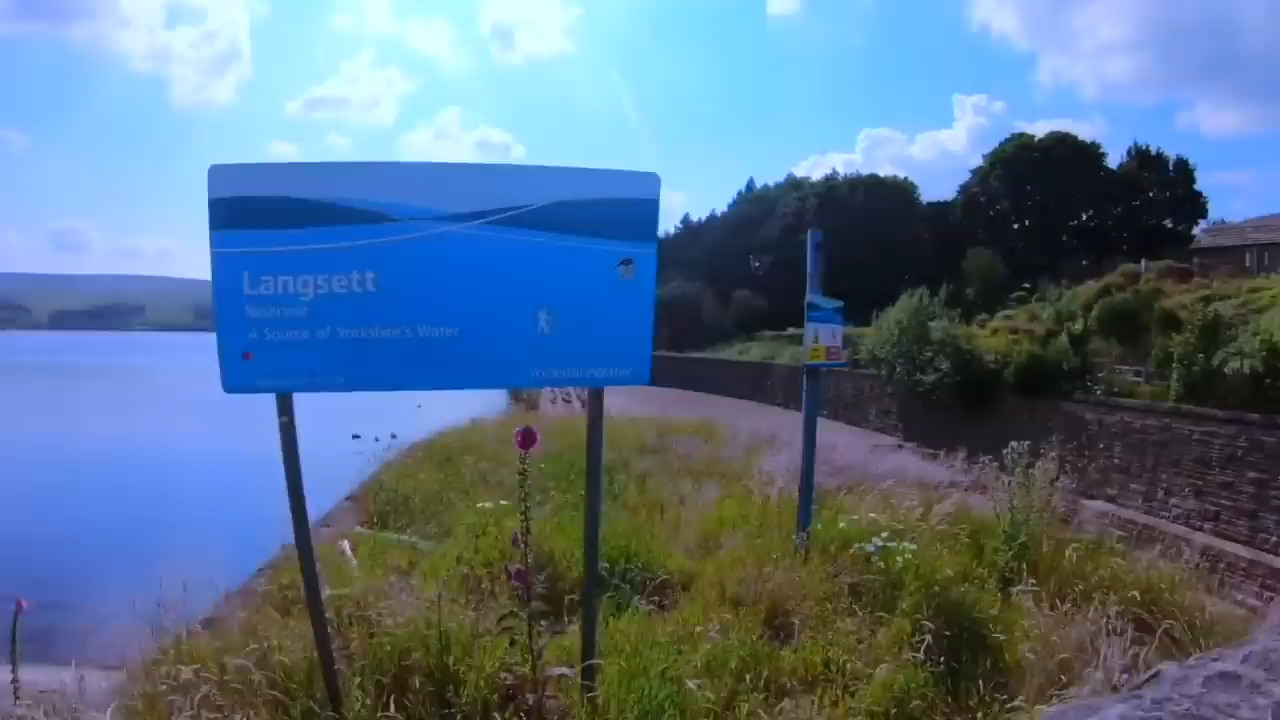 Langsett
Reservoir
A Source of Yorkshire's Water
YorkshireWater